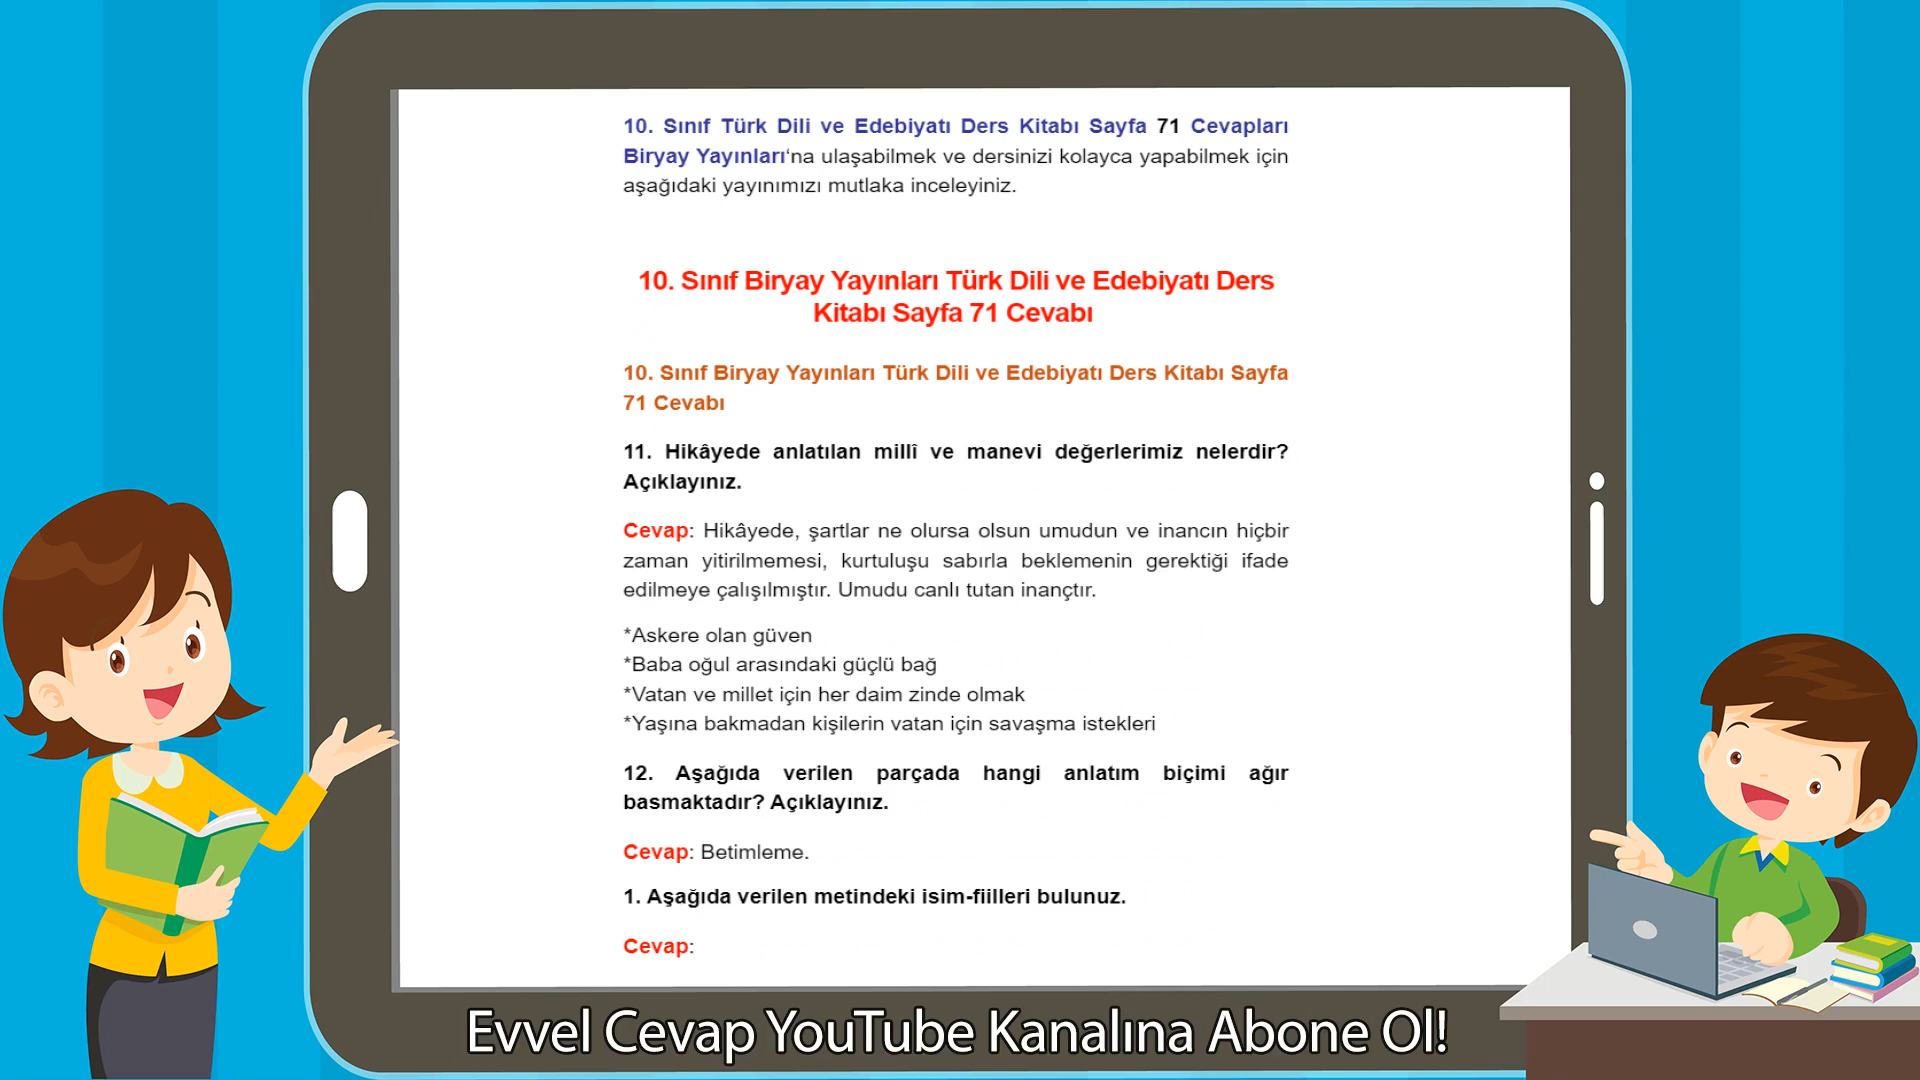 10. Sınıf Türk Dili ve Edebiyatı Ders Kitabı Sayfa 71 Cevapları
Biryay Yayınları‘na ulaşabilmek ve dersinizi kolayca yapabilmek için
aşağıdaki yayınımızı mutlaka inceleyiniz.
10. Sınıf Biryay Yayınları Türk Dili ve Edebiyatı Ders
Kitabı Sayfa 71 Cevabı
10. Sınıf Biryay Yayınları Türk Dili ve Edebiyatı Ders Kitabı Sayfa
71 Cevabı
11. Hikâyede anlatılan millî ve manevi değerlerimiz nelerdir?
Açıklayınız.
Cevap: Hikâyede, şartlar ne olursa olsun umudun ve inancın hiçbir
zaman yitirilmemesi, kurtuluşu sabırla beklemenin gerektiği ifade
edilmeye çalışılmıştır. Umudu canlı tutan inançtır.
*Askere olan güven
*Baba oğul arasındaki güçlü bağ
*Vatan ve millet için her daim zinde olmak
*Yaşına bakmadan kişilerin vatan için savaşma istekleri
12. Aşağıda verilen parçada hangi anlatım biçimi ağır
basmaktadır? Açıklayınız.
Cevap: Betimleme.
1. Aşağıda verilen metindeki isim-fiilleri bulunuz.
Cevap:
Evvel Cevap YouTube Kanalına Abone Ol!